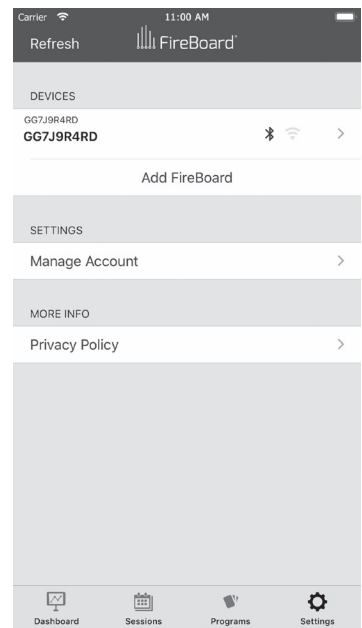 Carrier 11:00 AM
Refresh FireBoard™
DEVICES
GG7J9R4RD
GG7J9R4RD
Add FireBoard
SETTINGS
Manage Account
MORE INFO
Privacy Policy
Dashboard Sessions Programs Settings